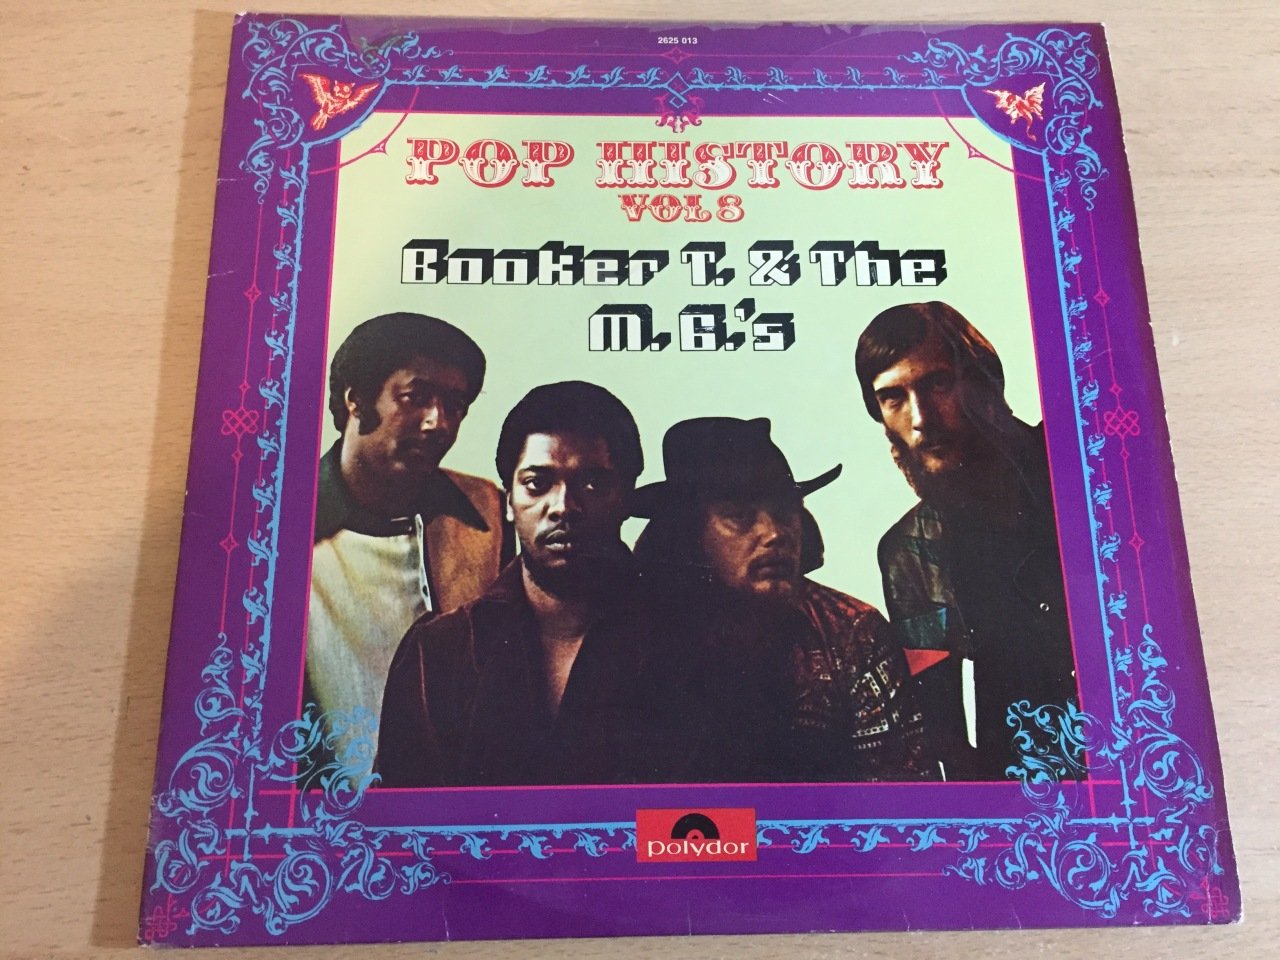 2625 013
POP HISTORY
VOL 8
Booker T. & The
M. G.'s
polydor